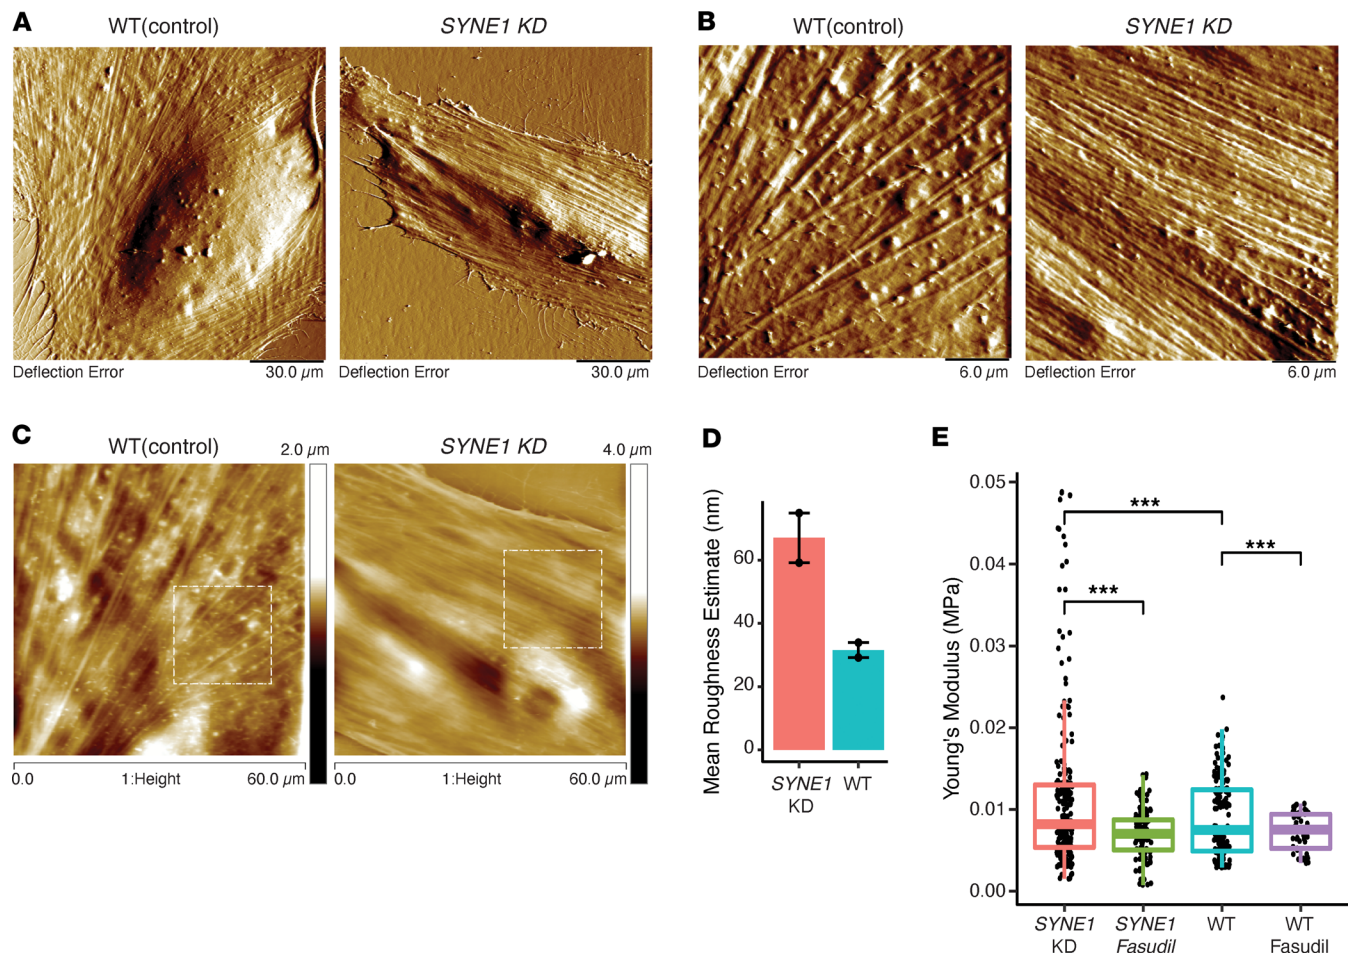 A
WT(control)
SYNE1 KD
Deflection Error
30.0 µm
Deflection Error
30.0 µm
B
WT(control)
SYNE1 KD
Deflection Error
6.0 µm
Deflection Error
6.0 µm
C
WT(control)
2.0 µm
SYNE1 KD
4.0 µm
0.0
1:Height
60.0 µm
0.0
1:Height
60.0 µm
D
Mean Roughness Estimate (nm)
60
40
20
0
SYNE1
KD
WT
E
Young's Modulus (MPa)
0.05
0.04
0.03
0.02
0.01
0.00
***
***
***
SYNE1
KD
SYNE1
Fasudil
WT
WT
Fasudil